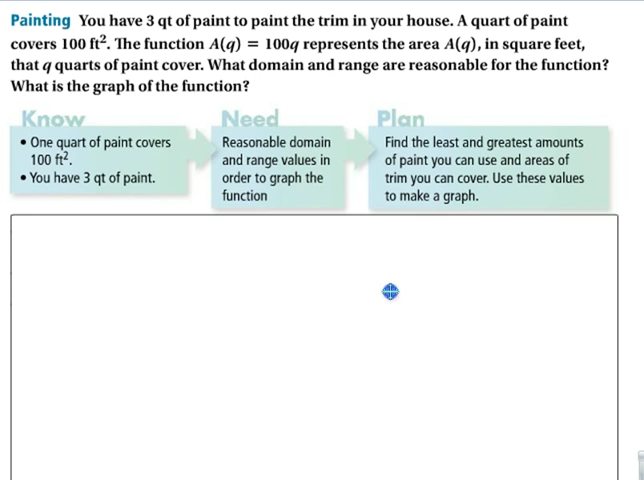 Painting You have 3 qt of paint to paint the trim in your house. A quart of paint
covers 100 ft². The function A(q) = 100q represents the area A(q), in square feet,
that q quarts of paint cover. What domain and range are reasonable for the function?
What is the graph of the function?
Know
• One quart of paint covers
100 ft².
• You have 3 qt of paint.
Need
Reasonable domain
and range values in
order to graph the
function
Plan
Find the least and greatest amounts
of paint you can use and areas of
trim you can cover. Use these values
to make a graph.